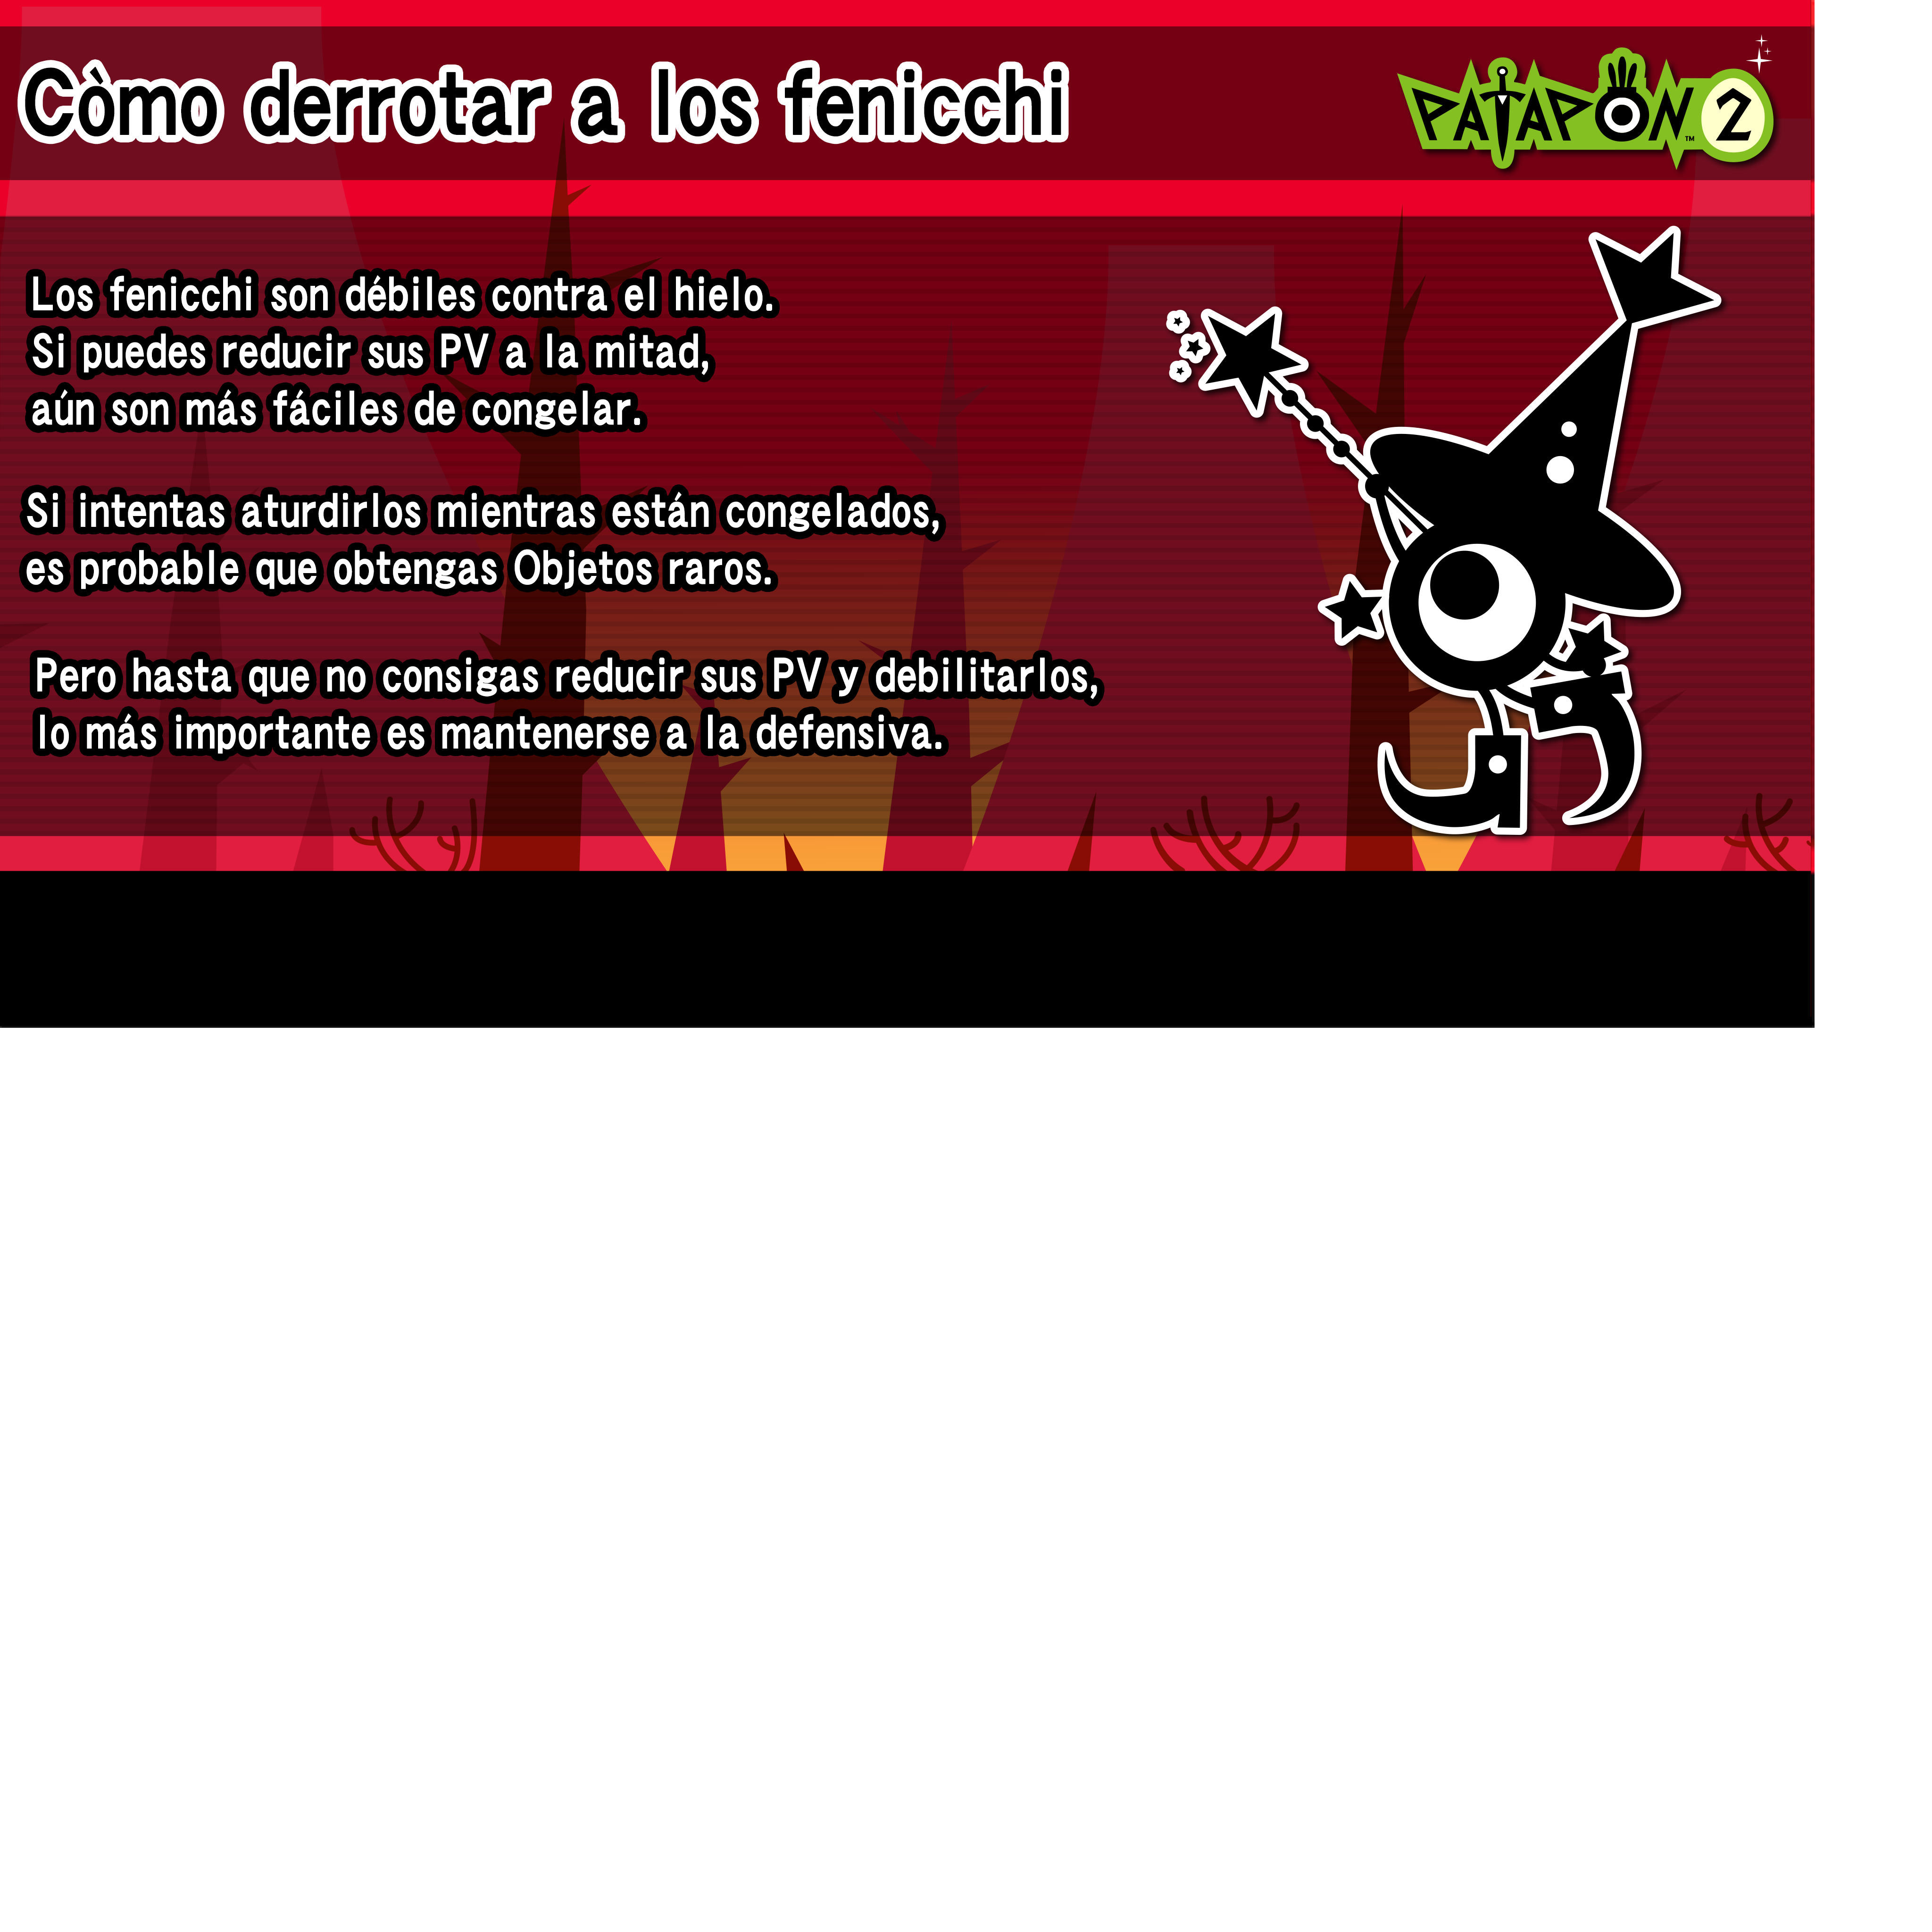 Còmo derrotar a los fenicchi
PATAPON™ 2
Los fenicchi son débiles contra el hielo.
Si puedes reducir sus PV a la mitad,
aún son más fáciles de congelar.
Si intentas aturdirlos mientras están congelados,
es probable que obtengas Objetos raros.
Pero hasta que no consigas reducir sus PV y debilitarlos,
lo más importante es mantenerse a la defensiva.